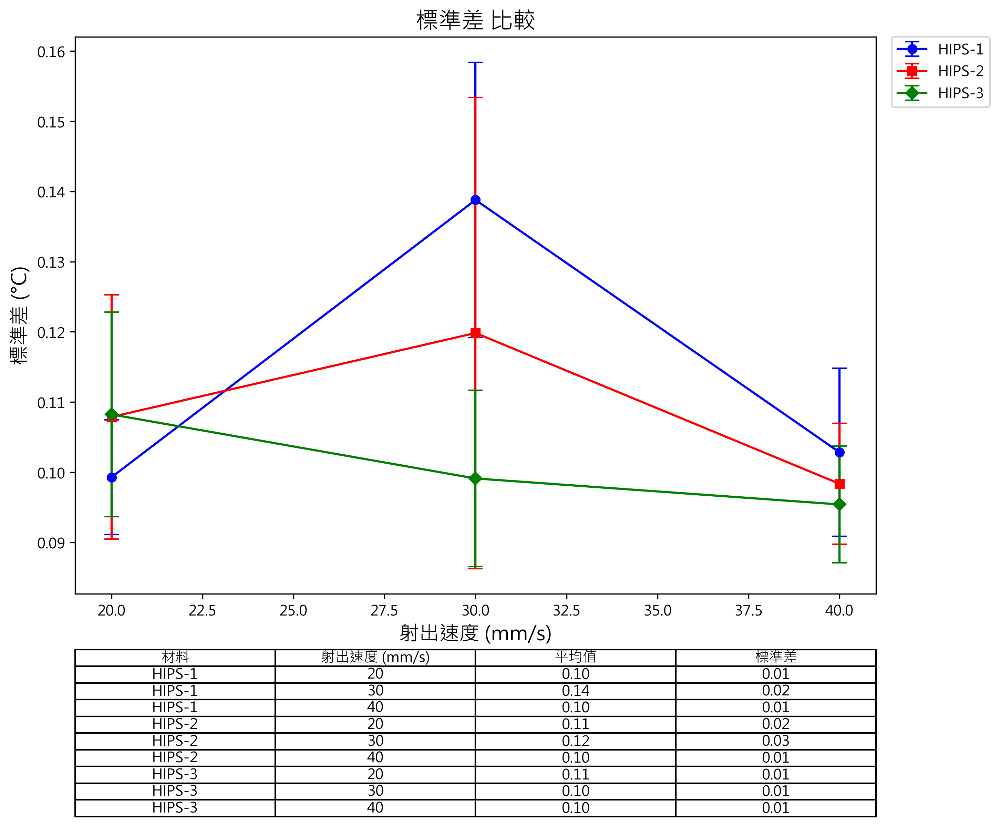 標準差 比較
0.16
0.15
0.14
0.13
0.12
0.11
0.10
0.09
標準差 (°C)
20.0 22.5 25.0 27.5 30.0 32.5 35.0 37.5 40.0
射出速度 (mm/s)
HIPS-1
HIPS-2
HIPS-3
材料 射出速度 (mm/s) 平均值 標準差
HIPS-1 20 0.10 0.01
HIPS-1 30 0.14 0.02
HIPS-1 40 0.10 0.01
HIPS-2 20 0.11 0.02
HIPS-2 30 0.12 0.03
HIPS-2 40 0.10 0.01
HIPS-3 20 0.11 0.01
HIPS-3 30 0.10 0.01
HIPS-3 40 0.10 0.01